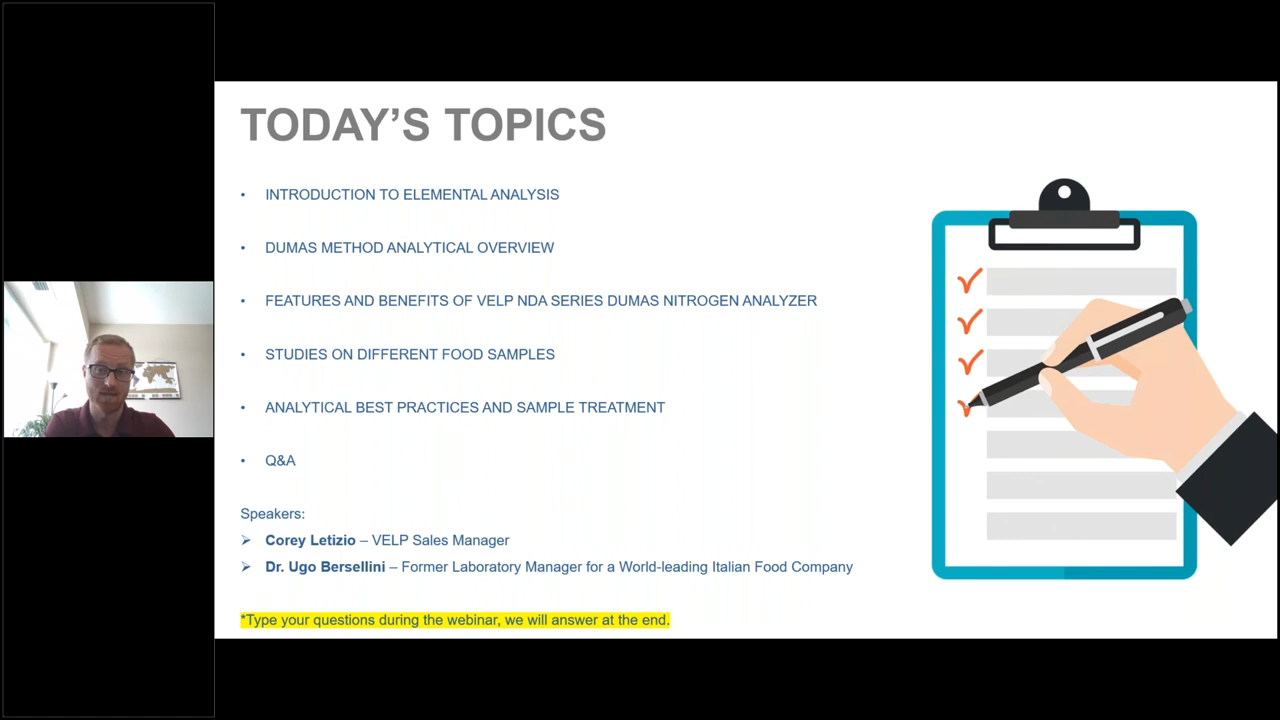 TODAY'S TOPICS
• INTRODUCTION TO ELEMENTAL ANALYSIS
• DUMAS METHOD ANALYTICAL OVERVIEW
• FEATURES AND BENEFITS OF VELP NDA SERIES DUMAS NITROGEN ANALYZER
• STUDIES ON DIFFERENT FOOD SAMPLES
• ANALYTICAL BEST PRACTICES AND SAMPLE TREATMENT
• Q&A
Speakers:
➢ Corey Letizio – VELP Sales Manager
➢ Dr. Ugo Bersellini – Former Laboratory Manager for a World-leading Italian Food Company
*Type your questions during the webinar, we will answer at the end.